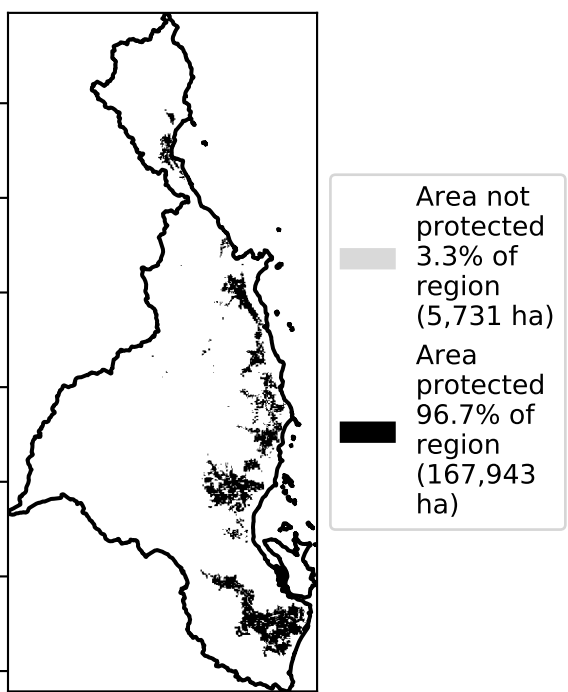 Area not
protected
3.3% of
region
(5,731 ha)
Area
protected
96.7% of
region
(167,943
ha)